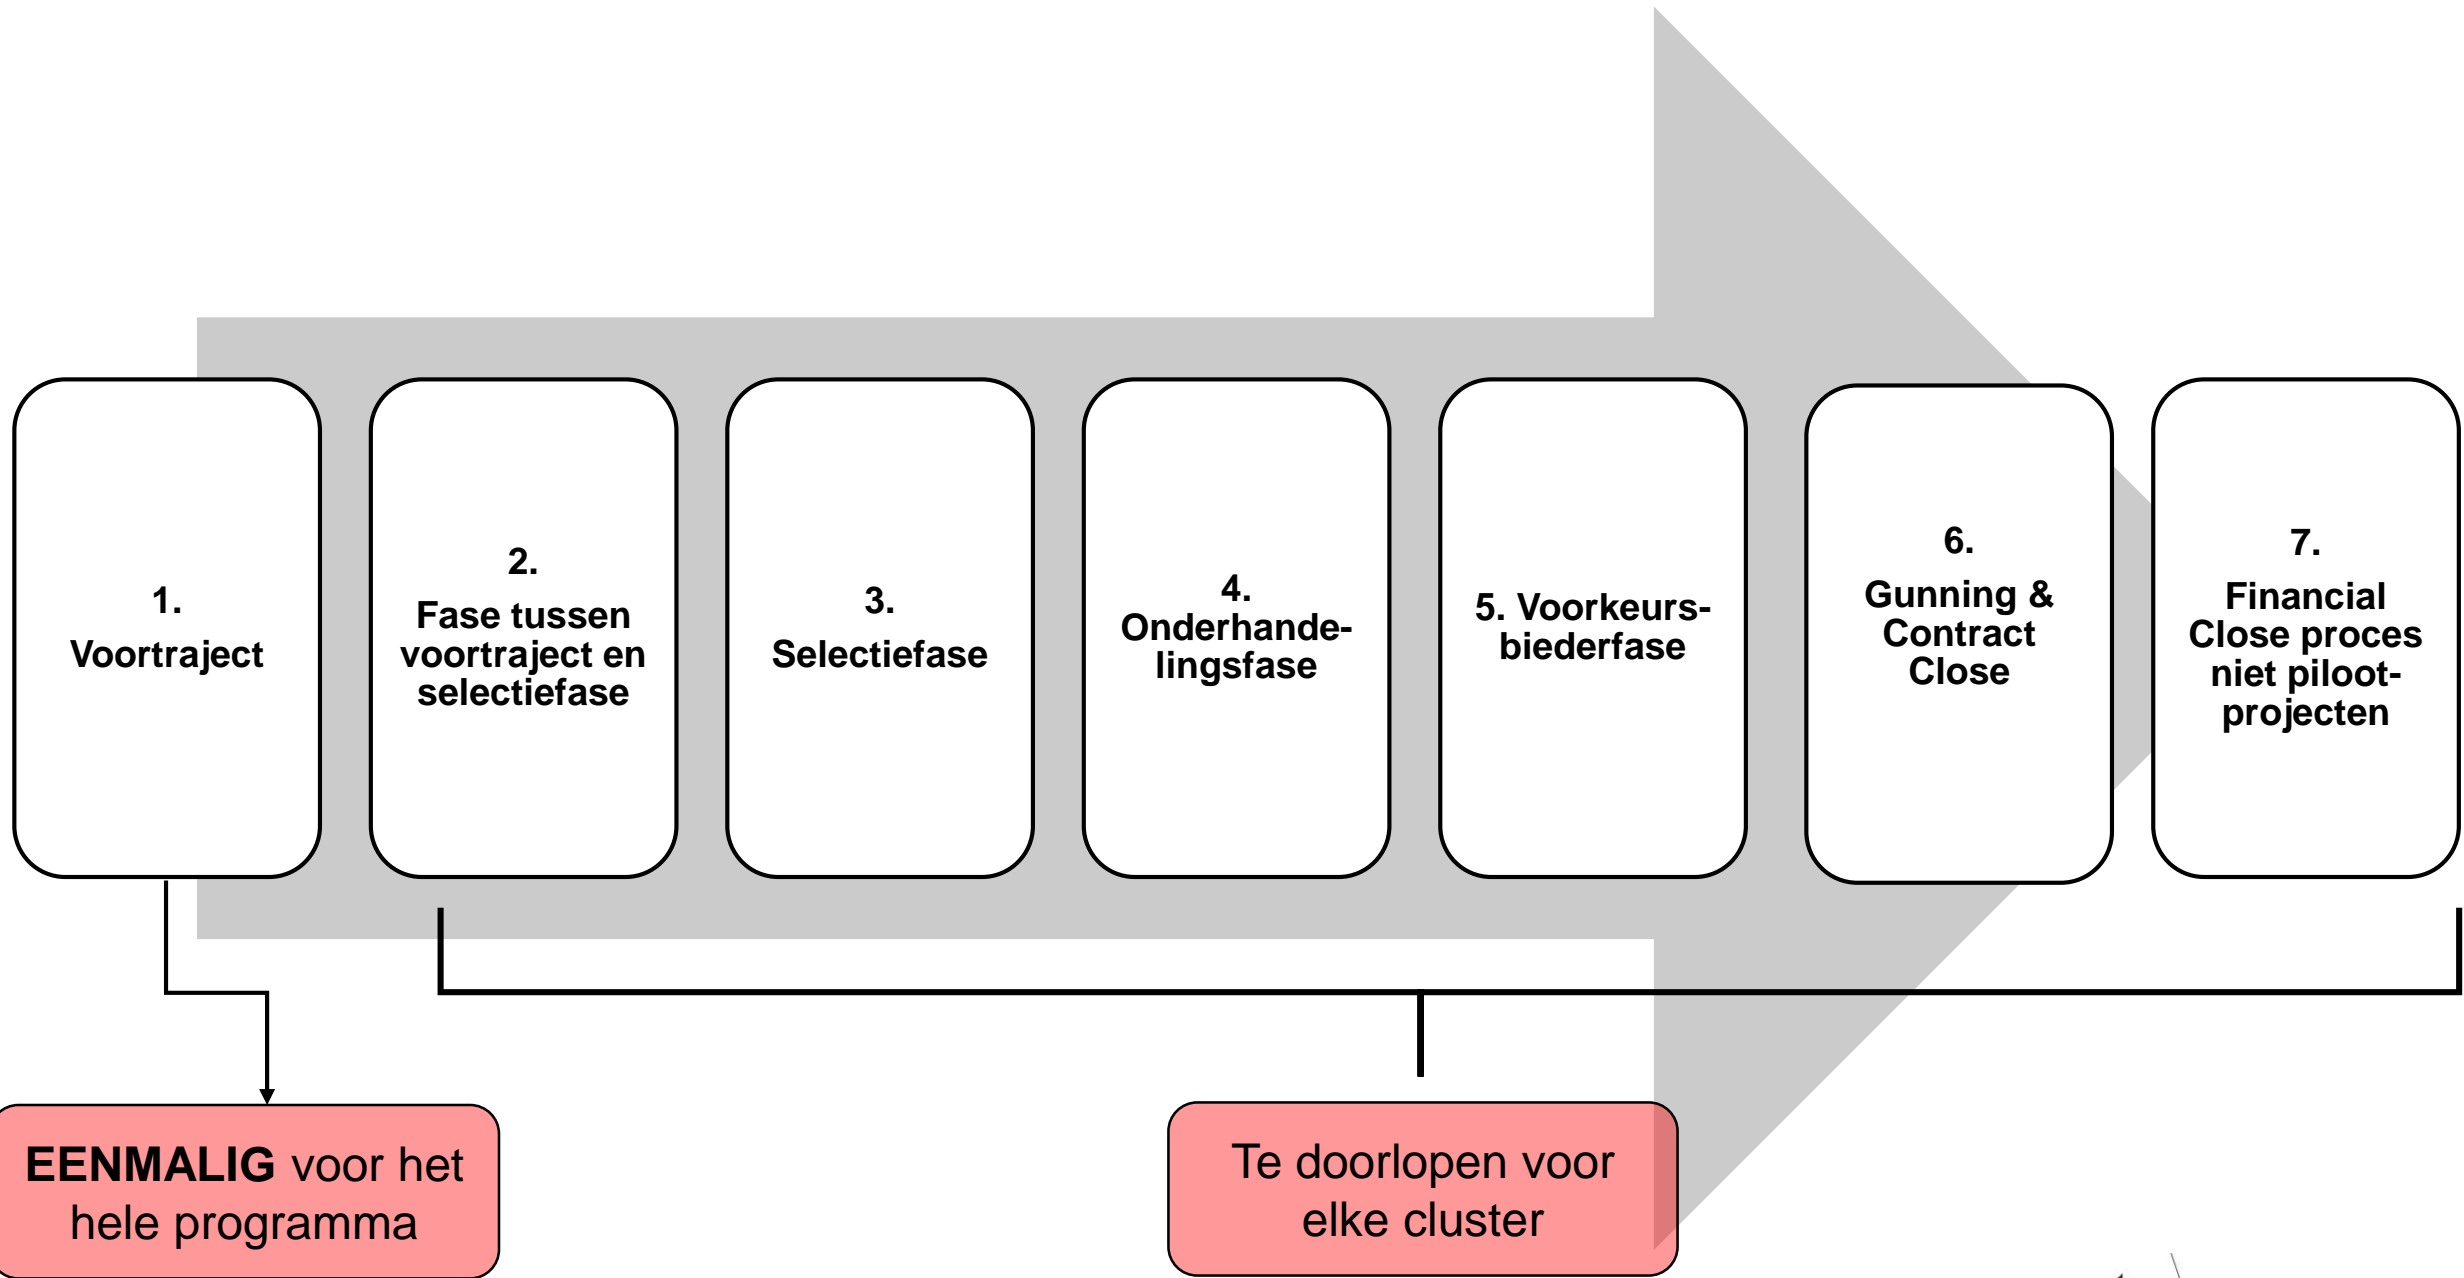 1.
Voortraject
2.
Fase tussen
voortraject en
selectiefase
3.
Selectiefase
4.
Onderhande-
lingsfase
5. Voorkeurs-
biederfase
6.
Gunning &
Contract
Close
7.
Financial
Close proces
niet piloot-
projecten
EENMALIG voor het
hele programma
Te doorlopen voor
elke cluster